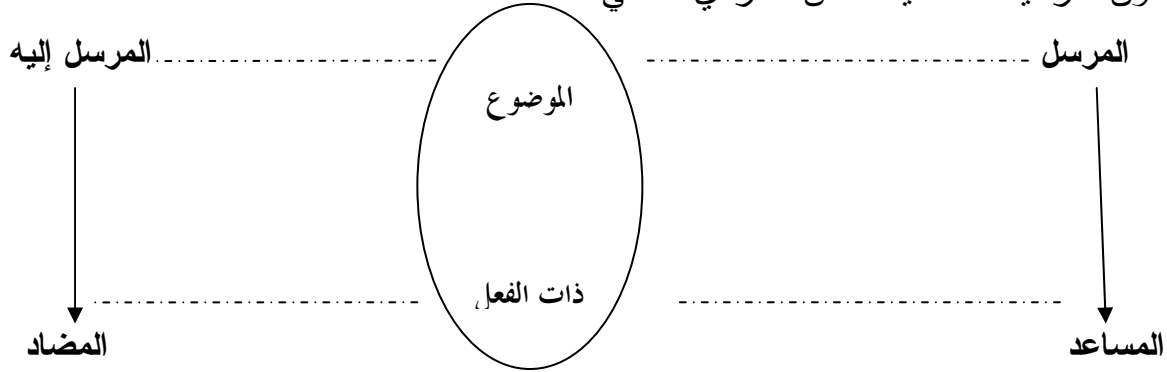 المرسل المرسل إليه
الموضوع
ذات الفعل
المساعد المضاد